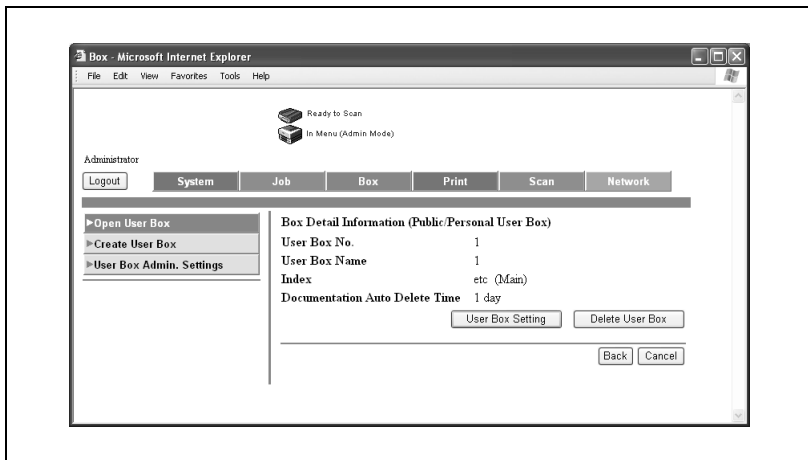 Box - Microsoft Internet Explorer
File Edit View Favorites Tools Help
Ready to Scan
In Menu (Admin Mode)
Administrator
Logout System Job Box Print Scan Network
Open User Box
Create User Box
User Box Admin. Settings
Box Detail Information (Public/Personal User Box)
User Box No. 1
User Box Name 1
Index etc (Main)
Documentation Auto Delete Time 1 day
User Box Setting Delete User Box
Back Cancel